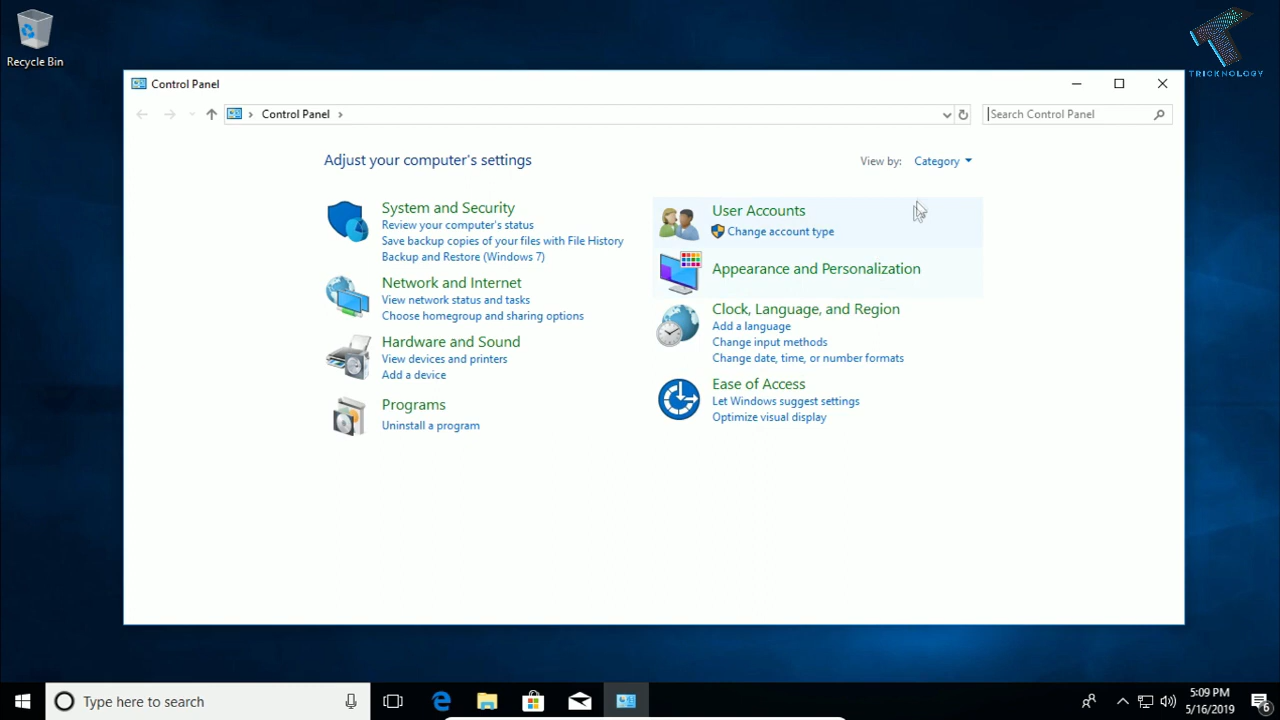 Recycle Bin
TRICKNOLOGY
Control Panel
Control Panel
Search Control Panel
Adjust your computer's settings
View by: Category
System and Security
Review your computer's status
Save backup copies of your files with File History
Backup and Restore (Windows 7)
Network and Internet
View network status and tasks
Choose homegroup and sharing options
Hardware and Sound
View devices and printers
Add a device
Programs
Uninstall a program
User Accounts
Change account type
Appearance and Personalization
Clock, Language, and Region
Add a language
Change input methods
Change date, time, or number formats
Ease of Access
Let Windows suggest settings
Optimize visual display
Type here to search
5:09 PM
5/16/2019
6